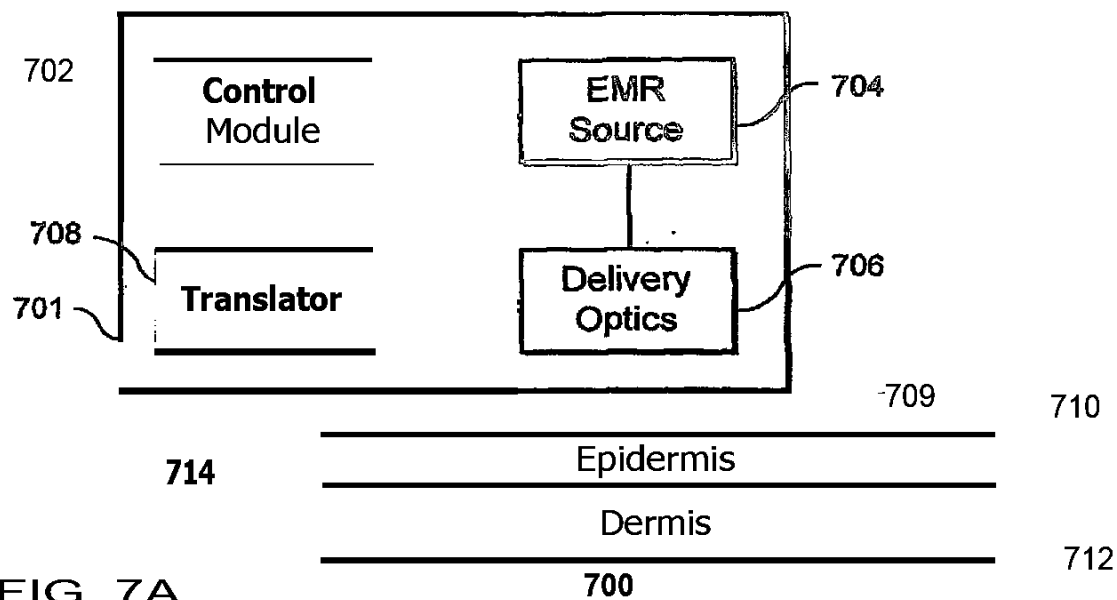 702
Control
Module
EMR
Source
704
708
Translator
701
Delivery
Optics
706
-709
710
Epidermis
714
Dermis
712
FIG 7A
700